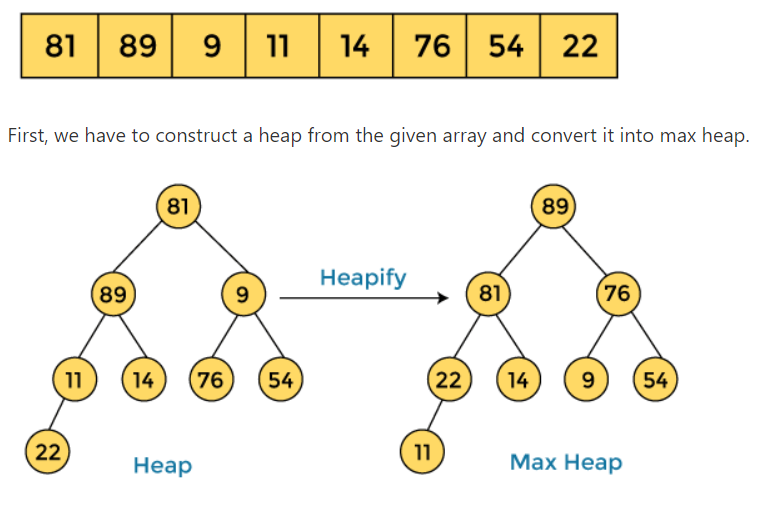 81 89 9 11 14 76 54 22
First, we have to construct a heap from the given array and convert it into max heap.
81 89
Heapify
89 9 81 76
11 14 76 54 22 14 9 54
22 11
Heap Max Heap